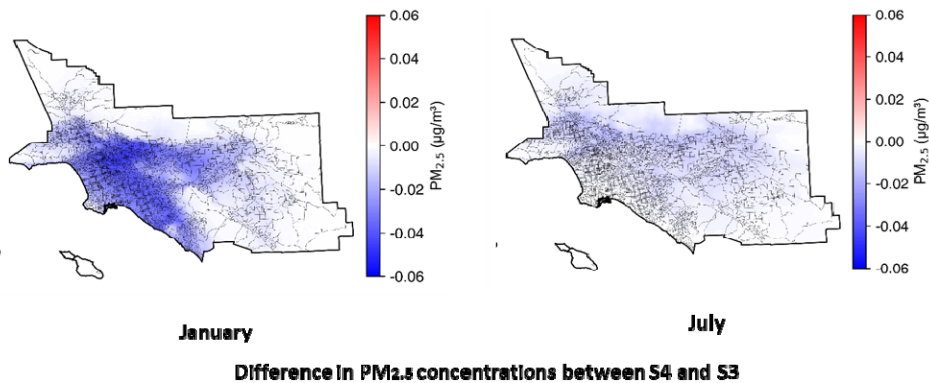 0.06
0.04
0.02
0.00
-0.02
-0.04
-0.06
PM2.5 (µg/m³)
January
0.06
0.04
0.02
0.00
-0.02
-0.04
-0.06
PM2.5 (µg/m³)
July
Difference in PM2.5 concentrations between S4 and S3